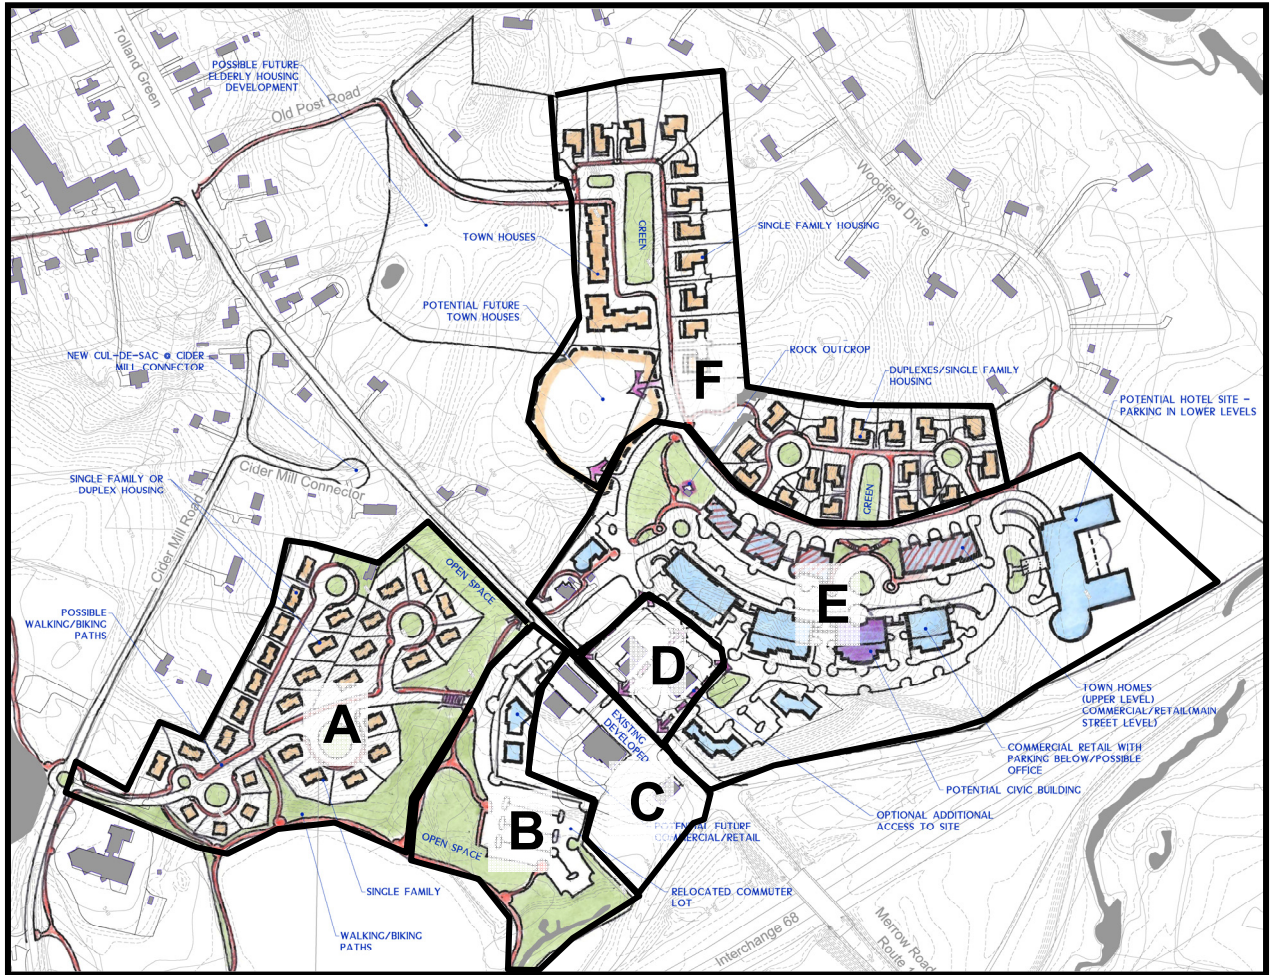 Tolland Green
POSSIBLE FUTURE
ELDERLY HOUSING
DEVELOPMENT
Old Post Road
Woodfield Drive
TOWN HOUSES
GREEN
SINGLE FAMILY HOUSING
POTENTIAL FUTURE
TOWN HOUSES
NEW CUL-DE-SAC @ CIDER
MILL CONNECTOR
ROCK OUTCROP
F
DUPLEXES/SINGLE FAMILY
HOUSING
POTENTIAL HOTEL SITE -
PARKING IN LOWER LEVELS
SINGLE FAMILY OR
DUPLEX HOUSING
Cider Mill Connector
Cider Mill Road
GREEN
OPEN SPACE
POSSIBLE
WALKING/BIKING
PATHS
E
D
A
EXISTING
DEVELOPED
TOWN HOMES
(UPPER LEVEL)
COMMERCIAL/RETAIL(MAIN
STREET LEVEL)
COMMERCIAL RETAIL WITH
PARKING BELOW/POSSIBLE
OFFICE
POTENTIAL CIVIC BUILDING
C
B
OPTIONAL ADDITIONAL
ACCESS TO SITE
FUTURE
/RETAIL
OPEN SPACE
SINGLE FAMILY
RELOCATED COMMUTER
LOT
WALKING/BIKING
PATHS
Interchange 68
Merrow Road
Route